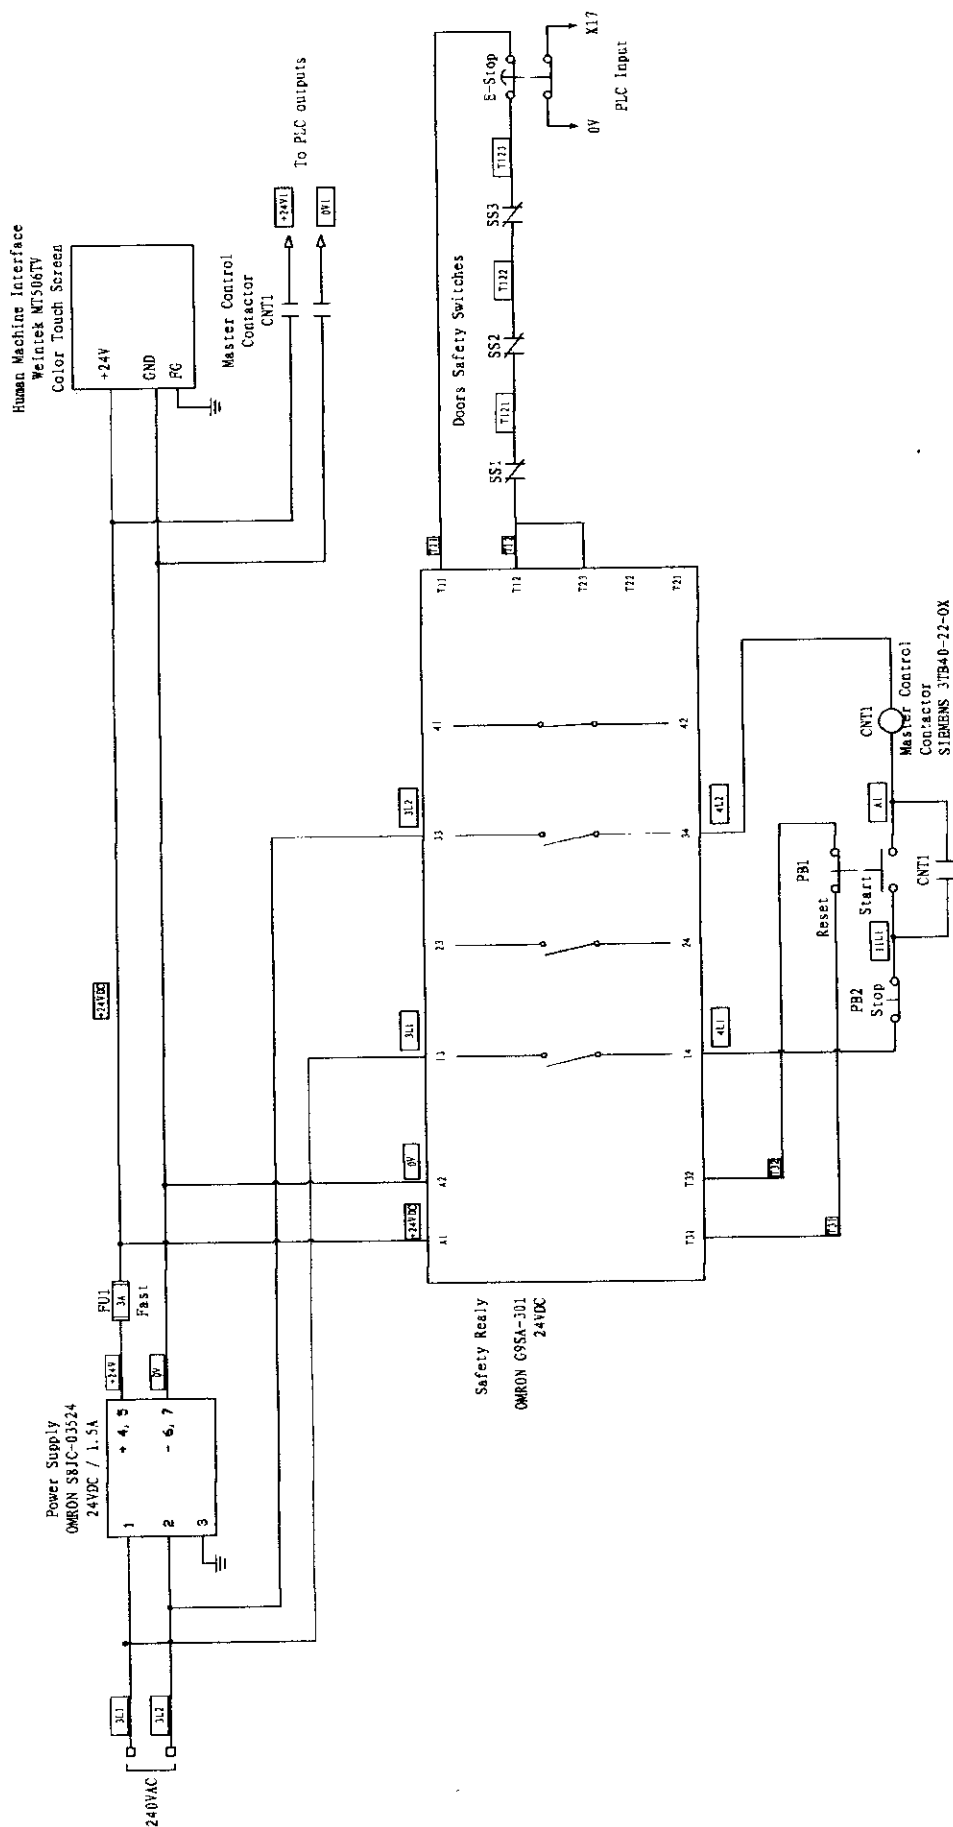 Human Machine Interface
Weintek MT506TV
Color Touch Screen
+24V
GND
FG
Master Control
Contactor
CNT1
+24V1
0V1
To PLC outputs
+24VDC
FU1
3A
Fast
+24V
0V
Power Supply
OMRON S8JC-03524
24VDC / 1.5A
+ 4, 5
- 6, 7
1
2
3
3L1
3L2
240VAC
Safety Realy
OMRON G9SA-301
24VDC
+24VDC
0V
3L1
3L2
A1
A2
13
23
33
41
14
24
34
42
T31
T32
T11
T12
T23
T22
T21
T11
T12
Doors Safety Switches
SS1
T121
SS2
T122
SS3
T123
E-Stop
0V
X17
PLC Input
T31
T32
4L1
4L2
PB2
Stop
11L1
PB1
Reset
Start
CNT1
A1
CNT1
Master Control
Contactor
SIEMENS 3TB40-22-0X